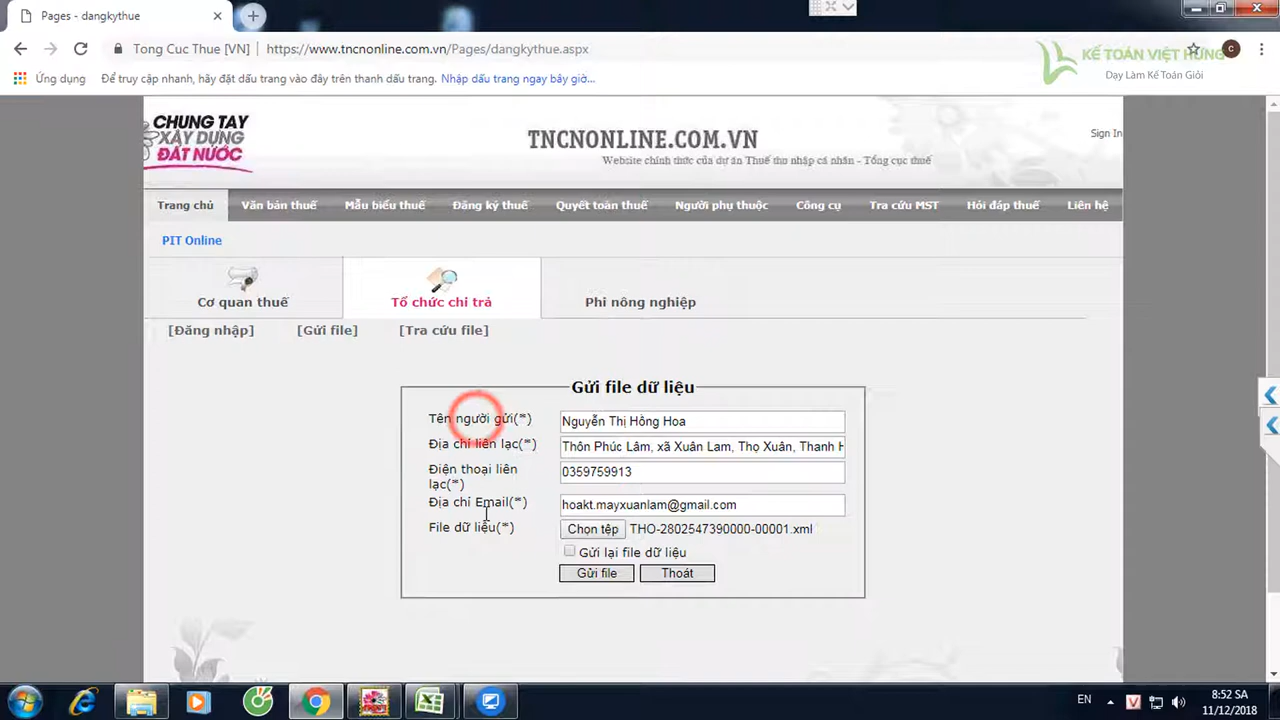 Pages - dangkythue
Tong Cuc Thue [VN] https://www.tncnonline.com.vn/Pages/dangkythue.aspx
C
KẾ TOÁN VIỆT HƯNG
Dạy Làm Kế Toán Giỏi
Ứng dụng Để truy cập nhanh, hãy đặt dấu trang vào đây trên thanh dấu trang. Nhập dấu trang ngay bây giờ...
CHUNG TAY
XÂY DỰNG
ĐẤT NƯỚC
TNCNONLINE.COM.VN
Website chính thức của dự án Thuế thu nhập cá nhân - Tổng cục thuế
Sign In
Trang chủ Văn bản thuế Mẫu biểu thuế Đăng ký thuế Quyết toán thuế Người phụ thuộc Công cụ Tra cứu MST Hỏi đáp thuế Liên hệ
PIT Online
Cơ quan thuế Tổ chức chi trả Phi nông nghiệp
[Đăng nhập] [Gửi file] [Tra cứu file]
Gửi file dữ liệu
Tên người gửi(*) Nguyễn Thị Hồng Hoa
Địa chỉ liên lạc(*) Thôn Phúc Lâm, xã Xuân Lam, Thọ Xuân, Thanh H
Điện thoại liên lạc(*) 0359759913
Địa chỉ Email(*) hoakt.mayxuanlam@gmail.com
File dữ liệu(*) Chọn tệp THO-2802547390000-00001.xml
Gửi lại file dữ liệu
Gửi file Thoát
EN
V
8:52 SA
11/12/2018